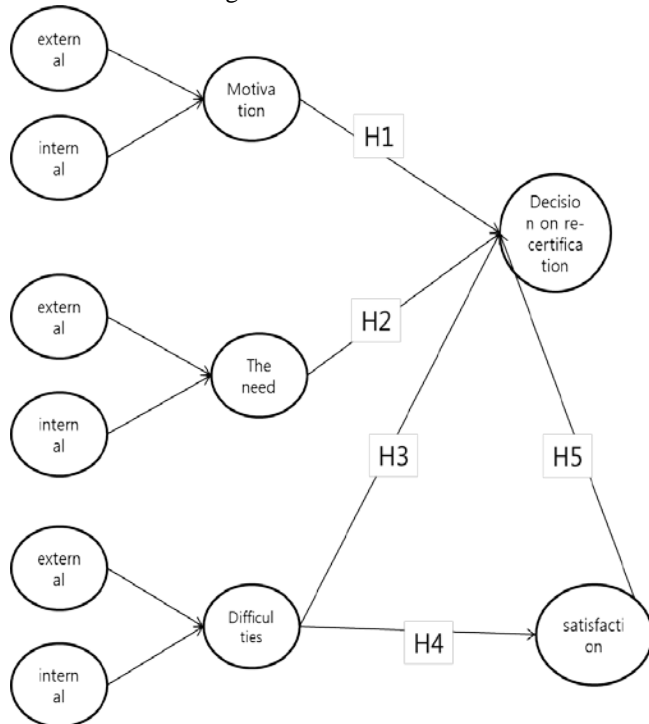 extern
al
Motiva
tion
intern
al
H1
Decisio
n on re-
certifica
tion
extern
al
H2
The
need
intern
al
H3
H5
extern
al
Difficul
ties
H4
satisfacti
on
intern
al